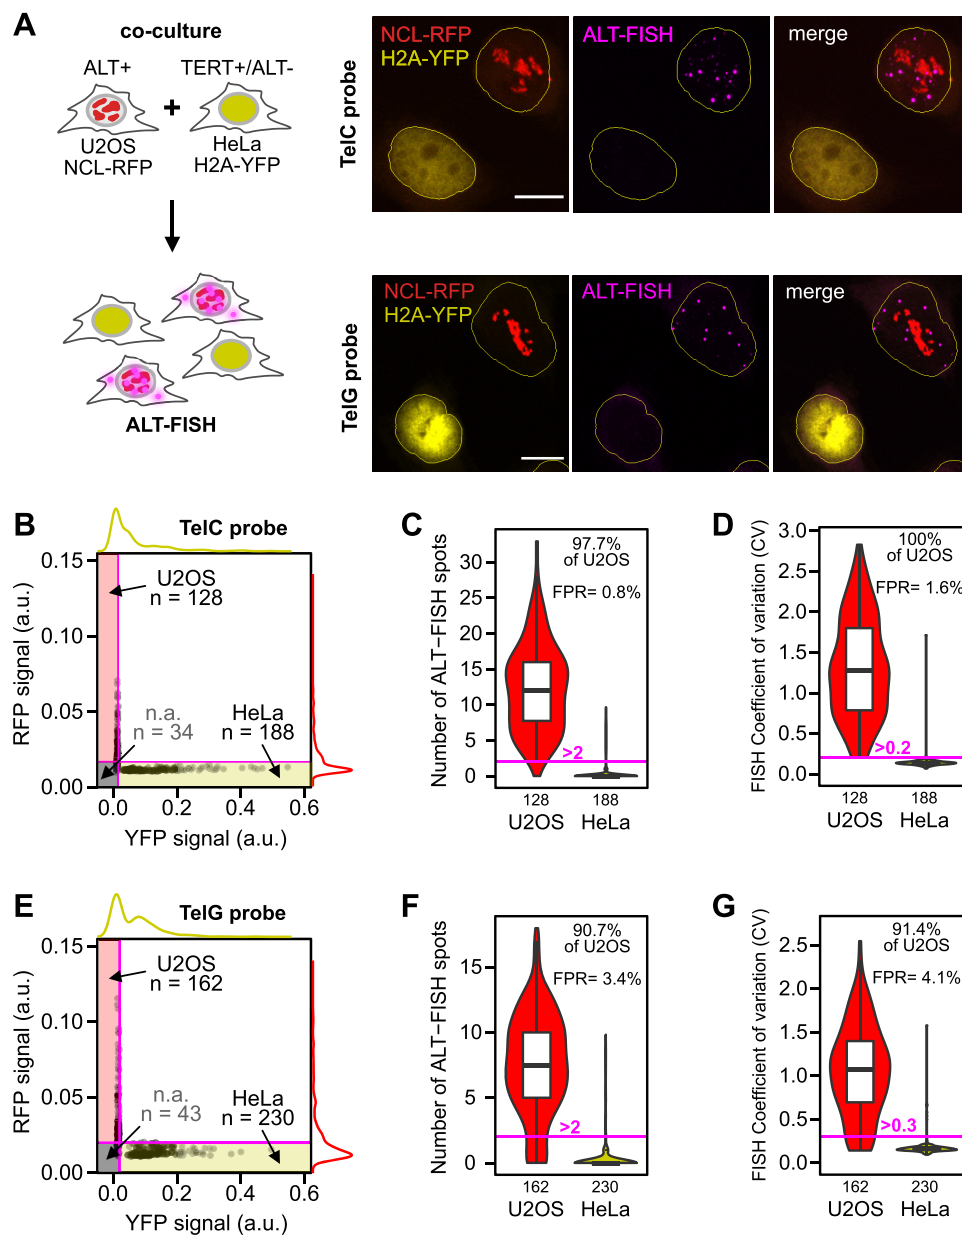 A
co-culture
ALT+
TERT+/ALT-
+
U2OS
NCL-RFP
HeLa
H2A-YFP
ALT-FISH
TelC probe
NCL-RFP
H2A-YFP
ALT-FISH
merge
TelG probe
NCL-RFP
H2A-YFP
ALT-FISH
merge
B
TelC probe
RFP signal (a.u.)
0.15
0.10
0.05
0.00
U2OS
n = 128
n.a.
n = 34
HeLa
n = 188
0.0 0.2 0.4 0.6
YFP signal (a.u.)
C
Number of ALT−FISH spots
30
25
20
15
10
5
0
97.7%
of U2OS
FPR= 0.8%
>2
128 188
U2OS HeLa
D
FISH Coefficient of variation (CV)
3.0
2.5
2.0
1.5
1.0
0.5
0.0
100%
of U2OS
FPR= 1.6%
>0.2
128 188
U2OS HeLa
E
TelG probe
RFP signal (a.u.)
0.15
0.10
0.05
0.00
U2OS
n = 162
n.a.
n = 43
HeLa
n = 230
0.0 0.2 0.4 0.6
YFP signal (a.u.)
F
Number of ALT−FISH spots
15
10
5
0
90.7%
of U2OS
FPR= 3.4%
>2
162 230
U2OS HeLa
G
FISH Coefficient of variation (CV)
2.5
2.0
1.5
1.0
0.5
0.0
91.4%
of U2OS
FPR= 4.1%
>0.3
162 230
U2OS HeLa